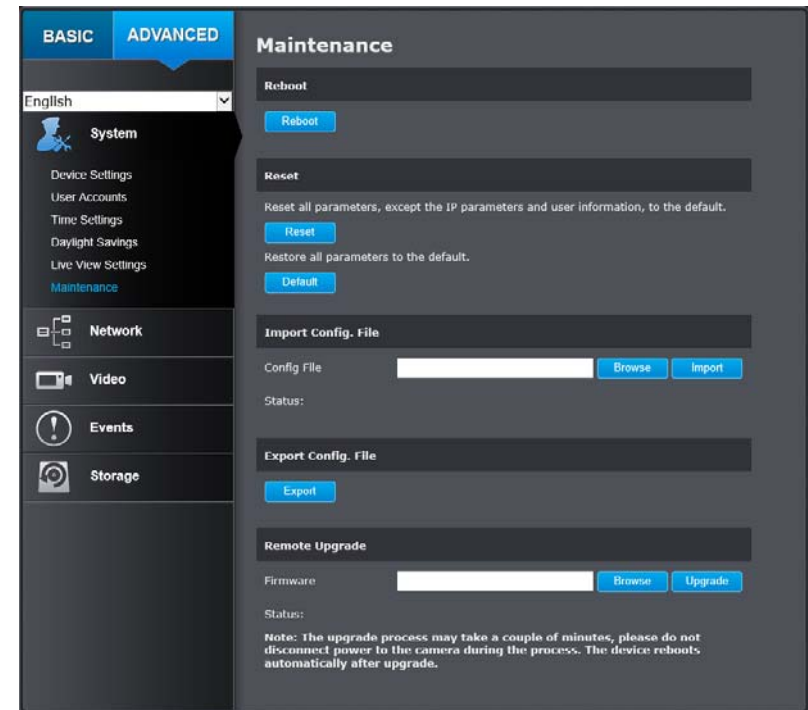 BASIC
ADVANCED
English
System
Device Settings
User Accounts
Time Settings
Daylight Savings
Live View Settings
Maintenance
Network
Video
Events
Storage
Maintenance
Reboot
Reboot
Reset
Reset all parameters, except the IP parameters and user information, to the default.
Reset
Restore all parameters to the default.
Default
Import Config. File
Config File
Browse
Import
Status:
Export Config. File
Export
Remote Upgrade
Firmware
Browse
Upgrade
Status:
Note: The upgrade process may take a couple of minutes, please do not
disconnect power to the camera during the process. The device reboots
automatically after upgrade.